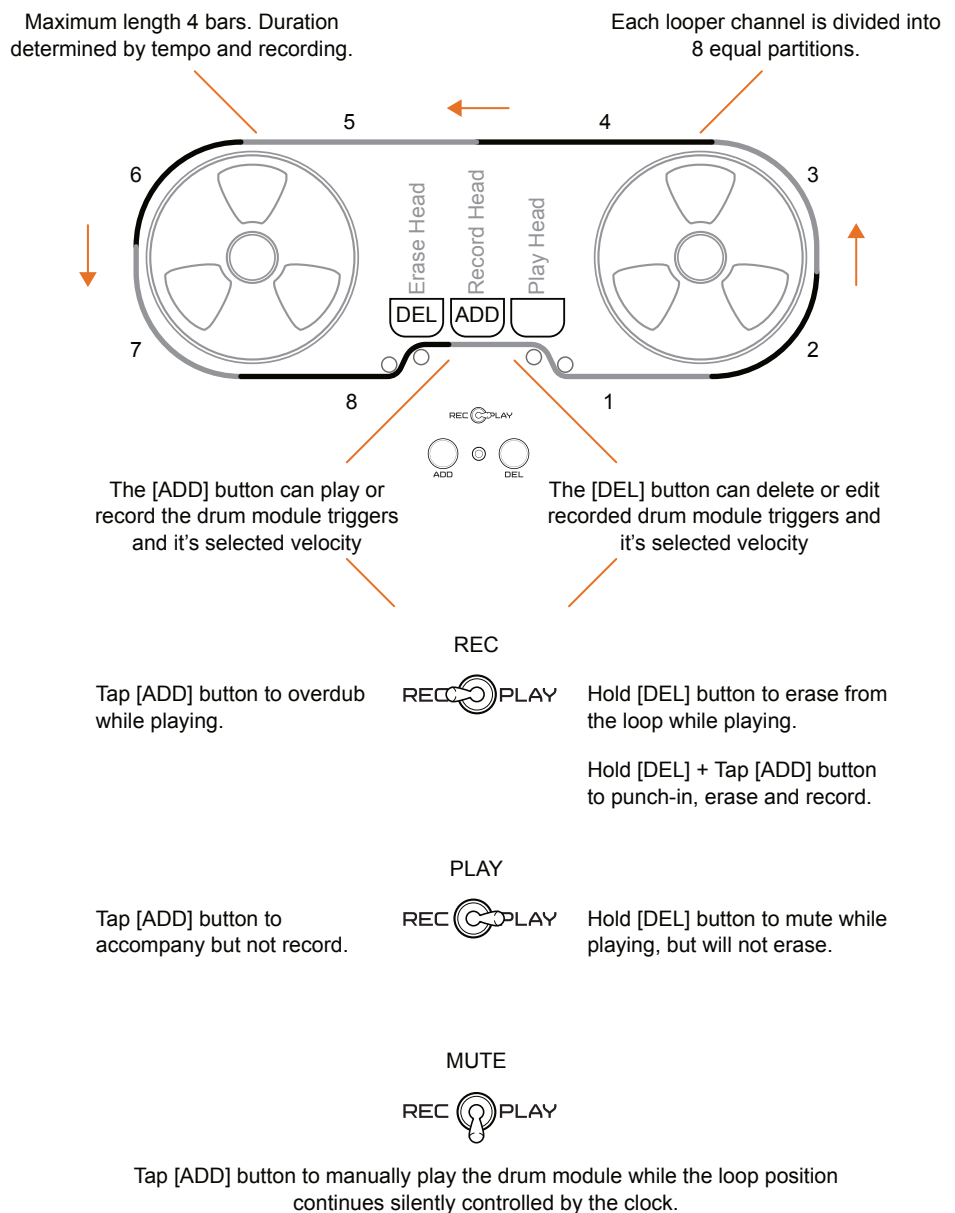 Maximum length 4 bars. Duration
determined by tempo and recording.
Each looper channel is divided into
8 equal partitions.
5
4
6
3
Erase Head
Record Head
Play Head
DEL
ADD
7
2
8
1
REC PLAY
ADD
DEL
The [ADD] button can play or
record the drum module triggers
and it's selected velocity
The [DEL] button can delete or edit
recorded drum module triggers and
it's selected velocity
REC
Tap [ADD] button to overdub
while playing.
REC PLAY
Hold [DEL] button to erase from
the loop while playing.
Hold [DEL] + Tap [ADD] button
to punch-in, erase and record.
PLAY
Tap [ADD] button to
accompany but not record.
REC PLAY
Hold [DEL] button to mute while
playing, but will not erase.
MUTE
REC PLAY
Tap [ADD] button to manually play the drum module while the loop position
continues silently controlled by the clock.